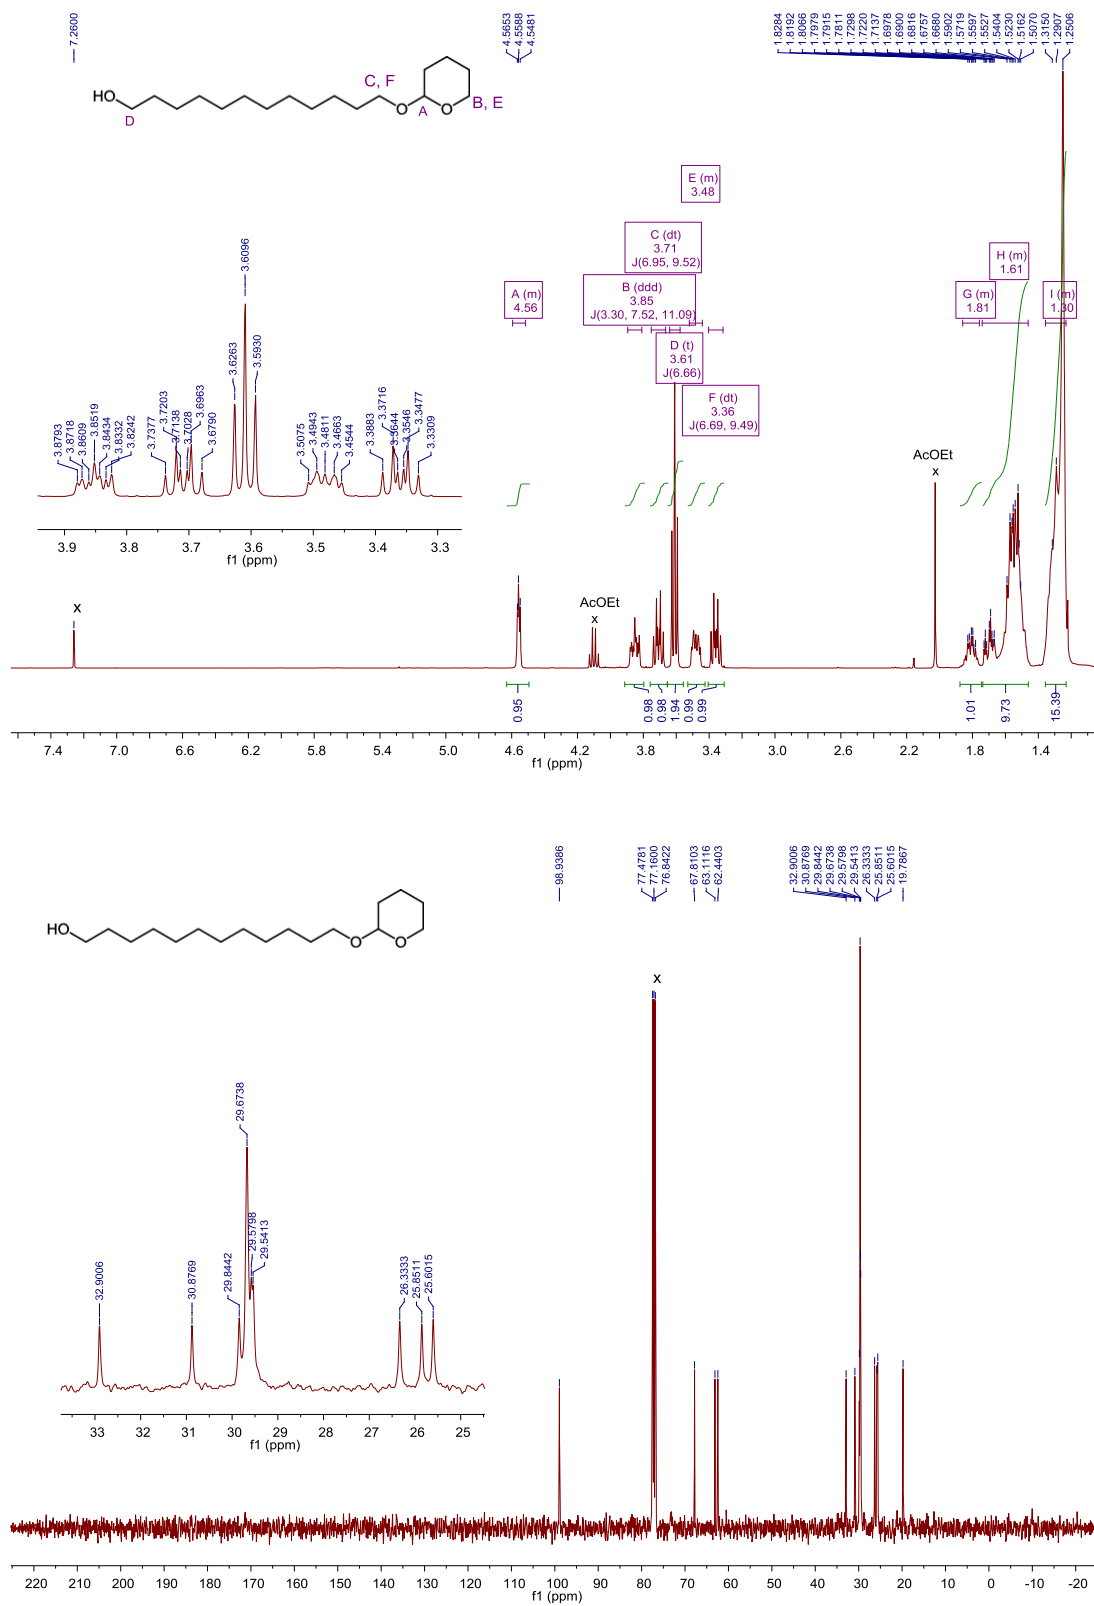 7.2600
4.5653
4.5588
4.5481
1.8284
1.8192
1.8066
1.7979
1.7915
1.7811
1.7298
1.7220
1.7137
1.6978
1.6900
1.6816
1.6757
1.6680
1.5902
1.5719
1.5597
1.5527
1.5404
1.5230
1.5162
1.5070
1.3150
1.2907
1.2506
C, F
HO
D
O
A
O
B, E
E (m)
3.48
C (dt)
3.71
J(6.95, 9.52)
H (m)
1.61
B (ddd)
3.85
J(3.30, 7.52, 11.09)
A (m)
4.56
G (m)
1.81
I (m)
1.30
D (t)
3.61
J(6.66)
F (dt)
3.36
J(6.69, 9.49)
3.8793
3.8718
3.8609
3.8519
3.8434
3.8332
3.8242
3.7377
3.7203
3.7138
3.7028
3.6963
3.6790
3.6263
3.6096
3.5930
3.5075
3.4943
3.4811
3.4663
3.4544
3.3883
3.3716
3.3644
3.3546
3.3477
3.3309
3.9 3.8 3.7 3.6 3.5 3.4 3.3
f1 (ppm)
AcOEt
x
x
AcOEt
x
0.95
0.98
0.98
1.94
0.99
0.99
1.01
9.73
15.39
7.4 7.0 6.6 6.2 5.8 5.4 5.0 4.6 4.2 3.8 3.4 3.0 2.6 2.2 1.8 1.4
f1 (ppm)
98.9386
77.4781
77.1600
76.8422
67.8103
63.1116
62.4403
32.9006
30.8769
29.8442
29.6738
29.5798
29.5413
26.3333
25.8511
25.6015
19.7867
HO
O
O
x
32.9006
30.8769
29.8442
29.6738
29.5798
29.5413
26.3333
25.8511
25.6015
33 32 31 30 29 28 27 26 25
f1 (ppm)
220 210 200 190 180 170 160 150 140 130 120 110 100 90 80 70 60 50 40 30 20 10 0 -10 -20
f1 (ppm)